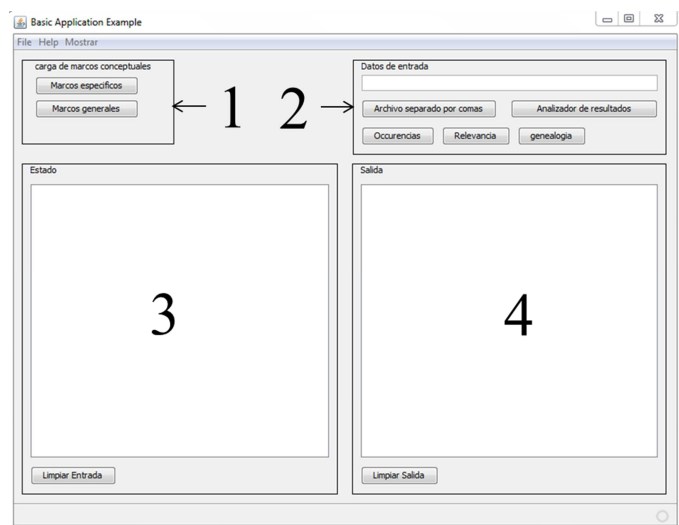 Basic Application Example
File Help Mostrar
carga de marcos conceptuales
Marcos especificos
Marcos generales
1
2
Datos de entrada
Archivo separado por comas
Analizador de resultados
Occurencias
Relevancia
genealogia
Estado
3
Limpiar Entrada
Salida
4
Limpiar Salida